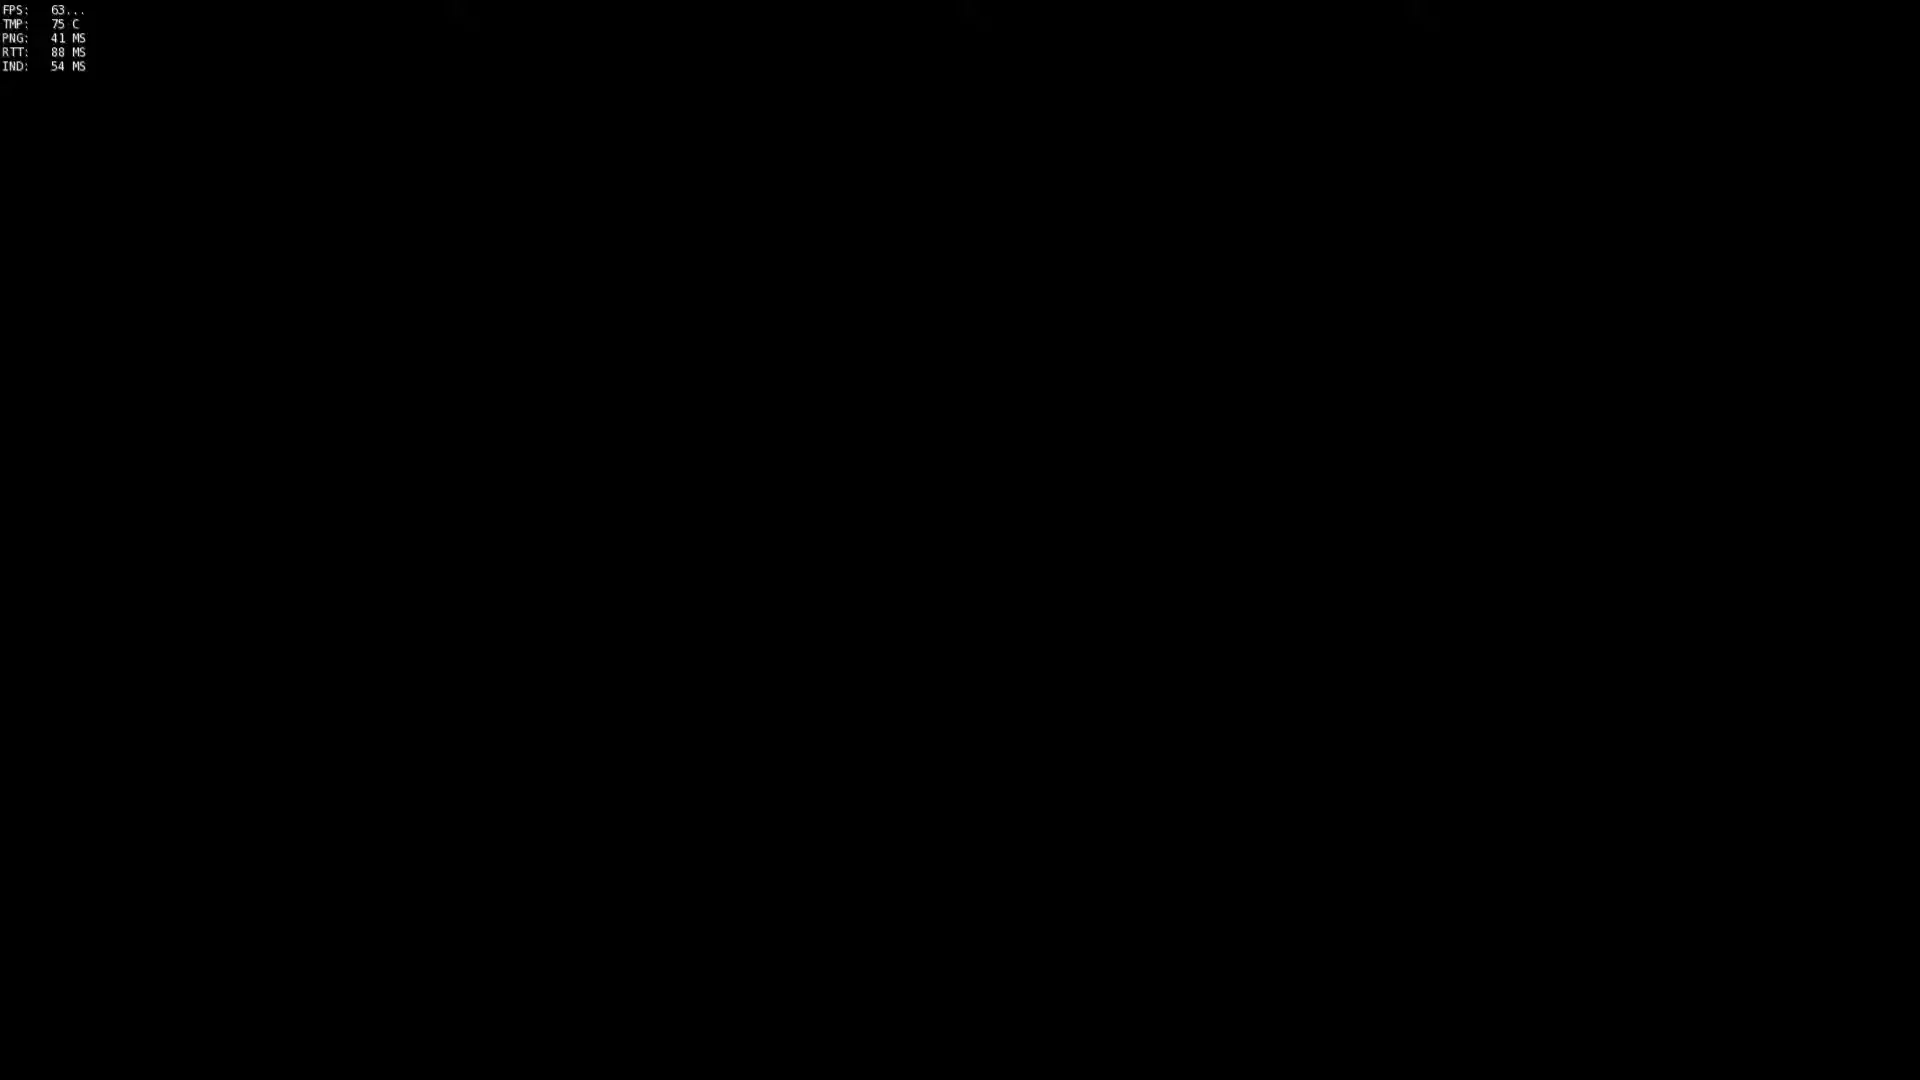 FPS: 63...
TMP: 75 C
PNG: 41 MS
RTT: 88 MS
IND: 54 MS